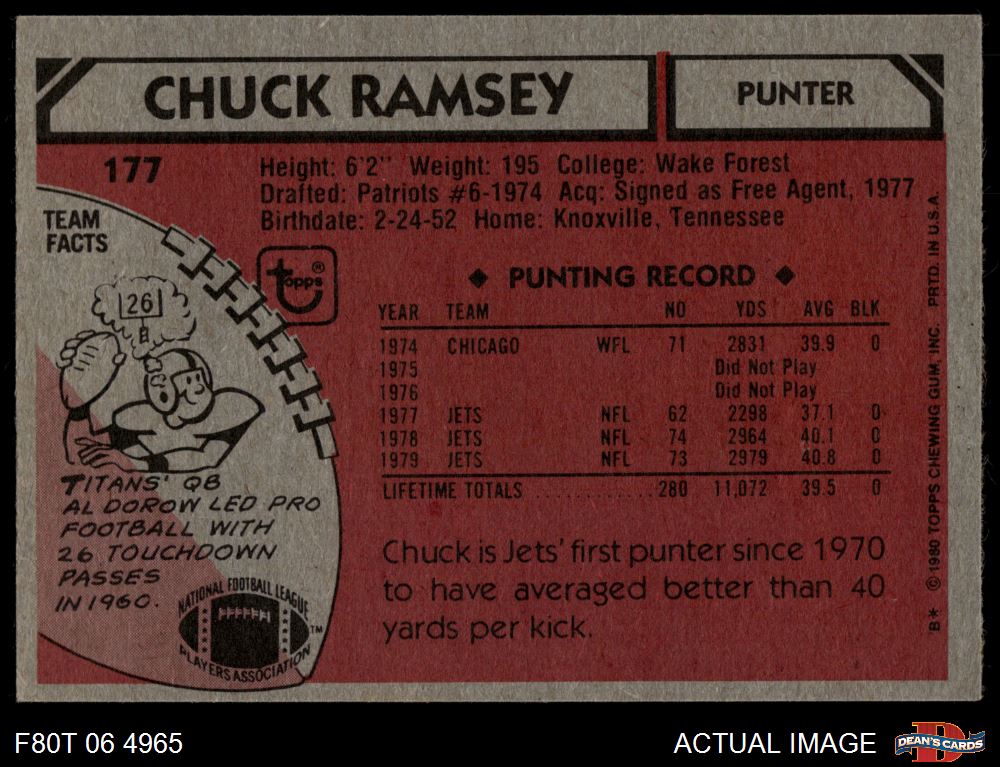 CHUCK RAMSEY
PUNTER
177
Height: 6'2" Weight: 195 College: Wake Forest
Drafted: Patriots #6-1974 Acq: Signed as Free Agent, 1977
Birthdate: 2-24-52 Home: Knoxville, Tennessee
TEAM
FACTS
26
topps®
◆ PUNTING RECORD ◆
YEAR TEAM NO YDS AVG BLK
1974 CHICAGO WFL 71 2831 39.9 0
1975 Did Not Play
1976 Did Not Play
1977 JETS NFL 62 2298 37.1 0
1978 JETS NFL 74 2964 40.1 0
1979 JETS NFL 73 2979 40.8 0
LIFETIME TOTALS ............ 280 11,072 39.5 0
TITANS' QB
AL DOROW LED PRO
FOOTBALL WITH
26 TOUCHDOWN
PASSES
IN 1960.
NATIONAL FOOTBALL LEAGUE
PLAYERS ASSOCIATION
TM
Chuck is Jets' first punter since 1970
to have averaged better than 40
yards per kick.
B* © 1980 TOPPS CHEWING GUM, INC. PRTD. IN U.S.A.
F80T 06 4965
ACTUAL IMAGE
D
DEAN'S CARDS